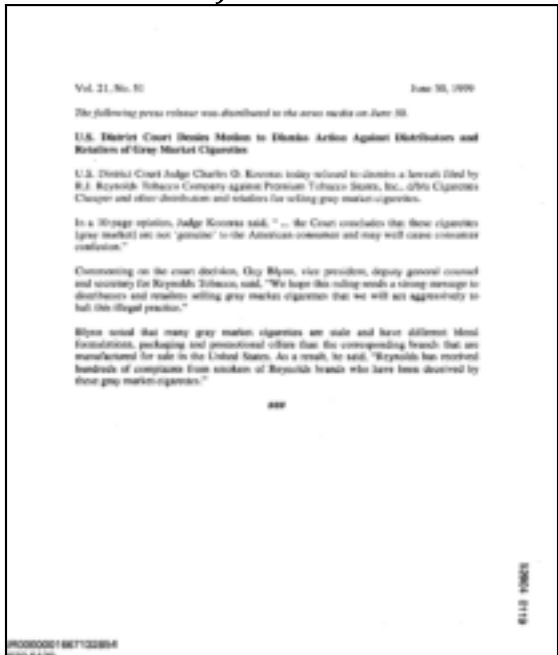 Vol. 21, No. 31 June 30, 1999
The following press release was distributed to the news media on June 30.
U.S. District Court Denies Motion to Dismiss Action Against Distributors and
Retailers of Gray Market Cigarettes
U.S. District Court Judge Charles O. Kocoras today refused to dismiss a lawsuit filed by
R.J. Reynolds Tobacco Company against Premium Tobacco Stores, Inc., d/b/a Cigarettes
Cheaper and other distributors and retailers for selling gray market cigarettes.
In a 10-page opinion, Judge Kocoras said, "... the Court concludes that these cigarettes
[gray market] are not 'genuine' to the American consumer and may well cause consumer
confusion."
Commenting on the court decision, Guy Blynn, vice president, deputy general counsel
and secretary for Reynolds Tobacco, said, "We hope this ruling sends a strong message to
distributors and retailers selling gray market cigarettes that we will act aggressively to
halt this illegal practice."
Blynn noted that many gray market cigarettes are stale and have different blend
formulations, packaging and promotional offers than the corresponding brands that are
manufactured for sale in the United States. As a result, he said, "Reynolds has received
hundreds of complaints from smokers of Reynolds brands who have been deceived by
these gray market cigarettes."
###